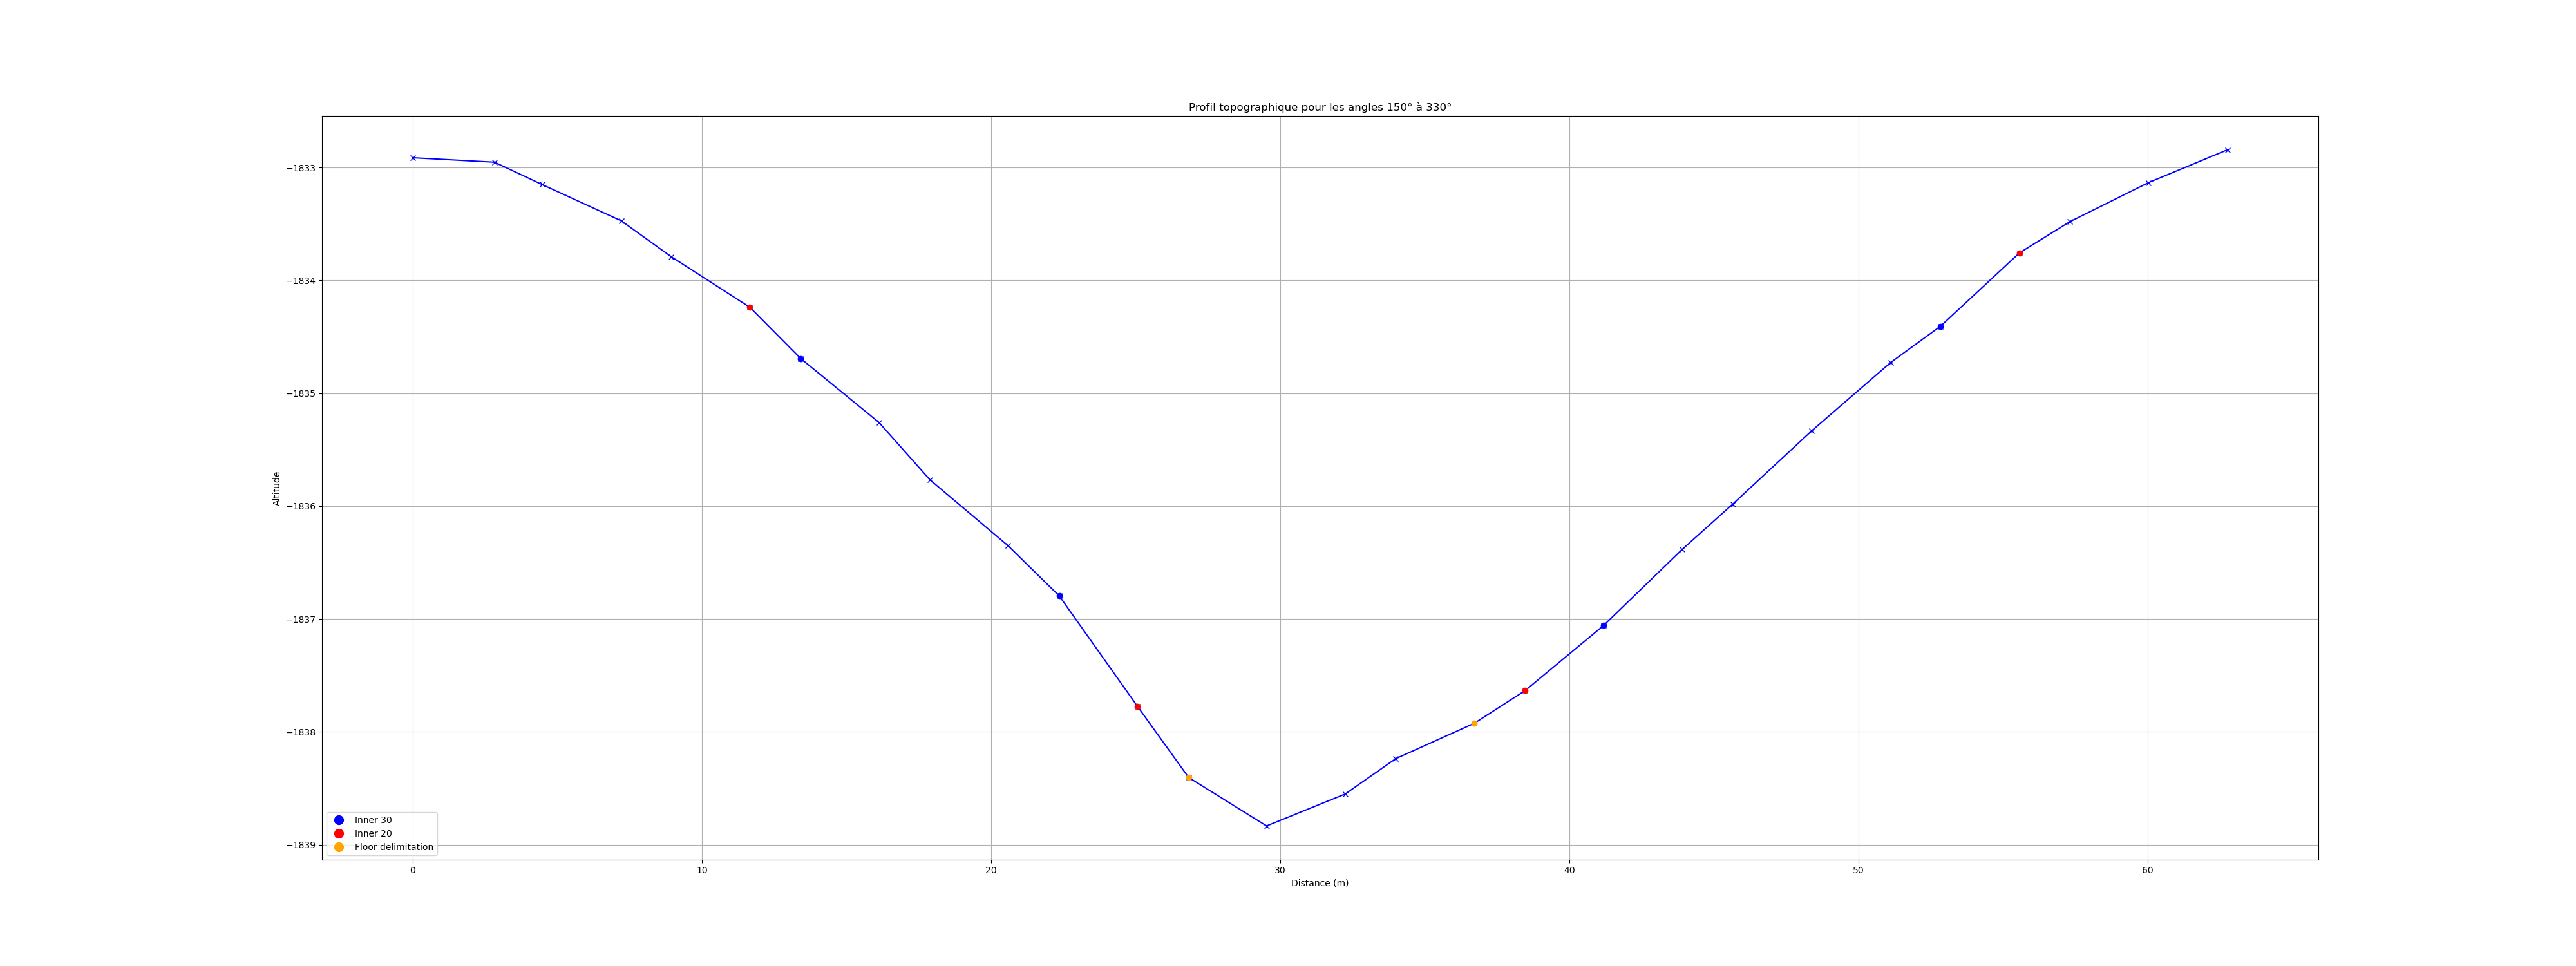 Profil topographique pour les angles 150° à 330°
Altitude
−1833
−1834
−1835
−1836
−1837
−1838
−1839
Inner 30
Inner 20
Floor delimitation
0 10 20 30 40 50 60
Distance (m)